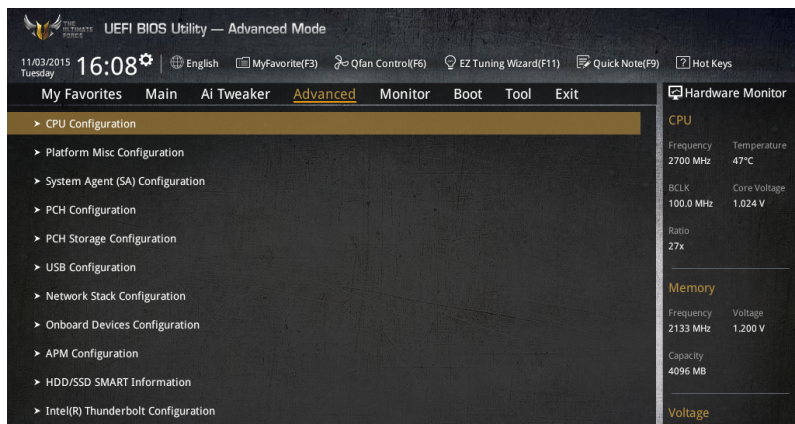 THE ULTIMATE FORCE
UEFI BIOS Utility — Advanced Mode
11/03/2015
Tuesday
16:08
English
MyFavorite(F3)
Qfan Control(F6)
EZ Tuning Wizard(F11)
Quick Note(F9)
? Hot Keys
My Favorites
Main
Ai Tweaker
Advanced
Monitor
Boot
Tool
Exit
Hardware Monitor
> CPU Configuration
> Platform Misc Configuration
> System Agent (SA) Configuration
> PCH Configuration
> PCH Storage Configuration
> USB Configuration
> Network Stack Configuration
> Onboard Devices Configuration
> APM Configuration
> HDD/SSD SMART Information
> Intel(R) Thunderbolt Configuration
CPU
Frequency Temperature
2700 MHz 47°C
BCLK Core Voltage
100.0 MHz 1.024 V
Ratio
27x
Memory
Frequency Voltage
2133 MHz 1.200 V
Capacity
4096 MB
Voltage